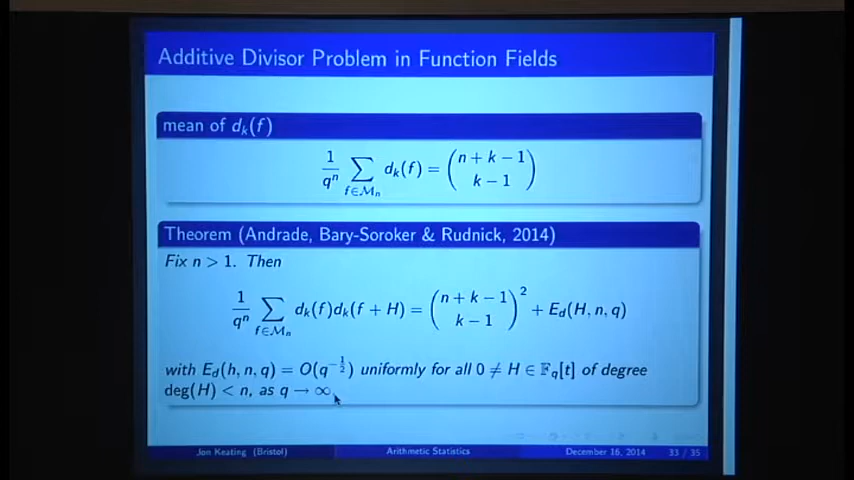 Additive Divisor Problem in Function Fields
mean of d_k(f)
1/q^n ∑_{f∈M_n} d_k(f) = (n + k − 1 choose k − 1)
Theorem (Andrade, Bary-Soroker & Rudnick, 2014)
Fix n > 1. Then
1/q^n ∑_{f∈M_n} d_k(f)d_k(f + H) = (n + k − 1 choose k − 1)^2 + E_d(H, n, q)
with E_d(h, n, q) = O(q^{−1/2}) uniformly for all 0 ≠ H ∈ 𝔽_q[t] of degree
deg(H) < n, as q → ∞.
Jon Keating (Bristol) Arithmetic Statistics December 16, 2014 33 / 35